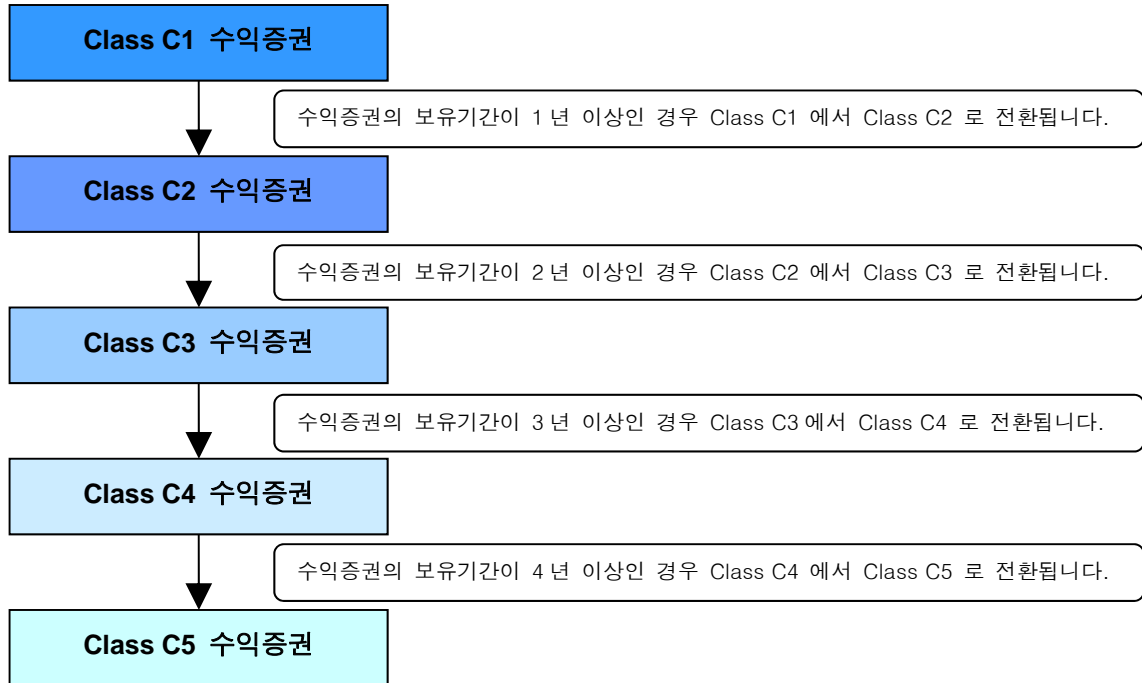 Class C1 수익증권
수익증권의 보유기간이 1 년 이상인 경우 Class C1 에서 Class C2 로 전환됩니다.
Class C2 수익증권
수익증권의 보유기간이 2 년 이상인 경우 Class C2 에서 Class C3 로 전환됩니다.
Class C3 수익증권
수익증권의 보유기간이 3 년 이상인 경우 Class C3 에서 Class C4 로 전환됩니다.
Class C4 수익증권
수익증권의 보유기간이 4 년 이상인 경우 Class C4 에서 Class C5 로 전환됩니다.
Class C5 수익증권